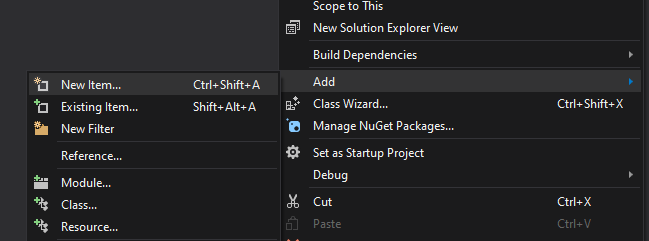 Scope to This
New Solution Explorer View
Build Dependencies
Add
Class Wizard... Ctrl+Shift+X
Manage NuGet Packages...
Set as Startup Project
Debug
Cut Ctrl+X
Paste Ctrl+V
New Item... Ctrl+Shift+A
Existing Item... Shift+Alt+A
New Filter
Reference...
Module...
Class...
Resource...